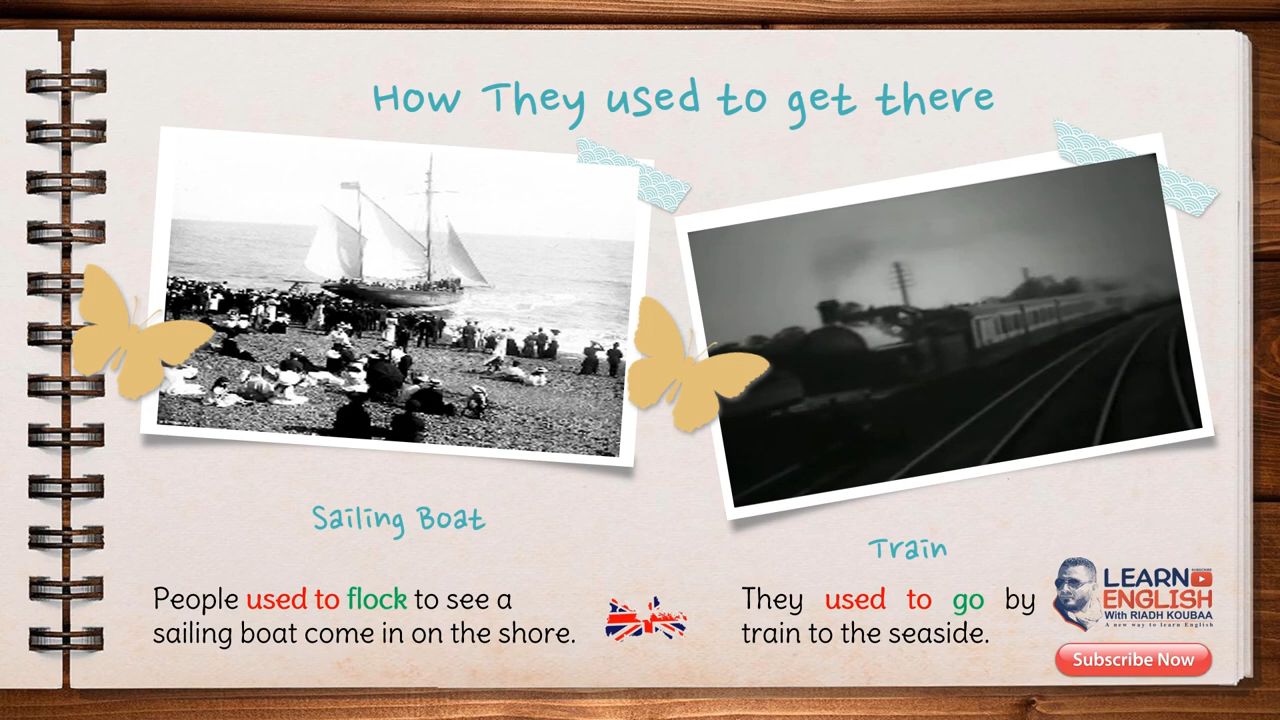 How They used to get there
Sailing Boat
People used to flock to see a
sailing boat come in on the shore.
Train
They used to go by
train to the seaside.
LEARN
SUBSCRIBE
ENGLISH
With RIADH KOUBAA
A new way to learn English
Subscribe Now